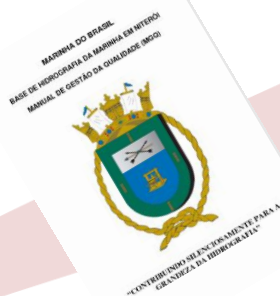 MARINHA DO BRASIL
BASE DE HIDROGRAFIA DA MARINHA EM NITERÓI
MANUAL DE GESTÃO DA QUALIDADE (MGQ)
"CONTRIBUINDO SILENCIOSAMENTE PARA A
GRANDEZA DA HIDROGRAFIA"